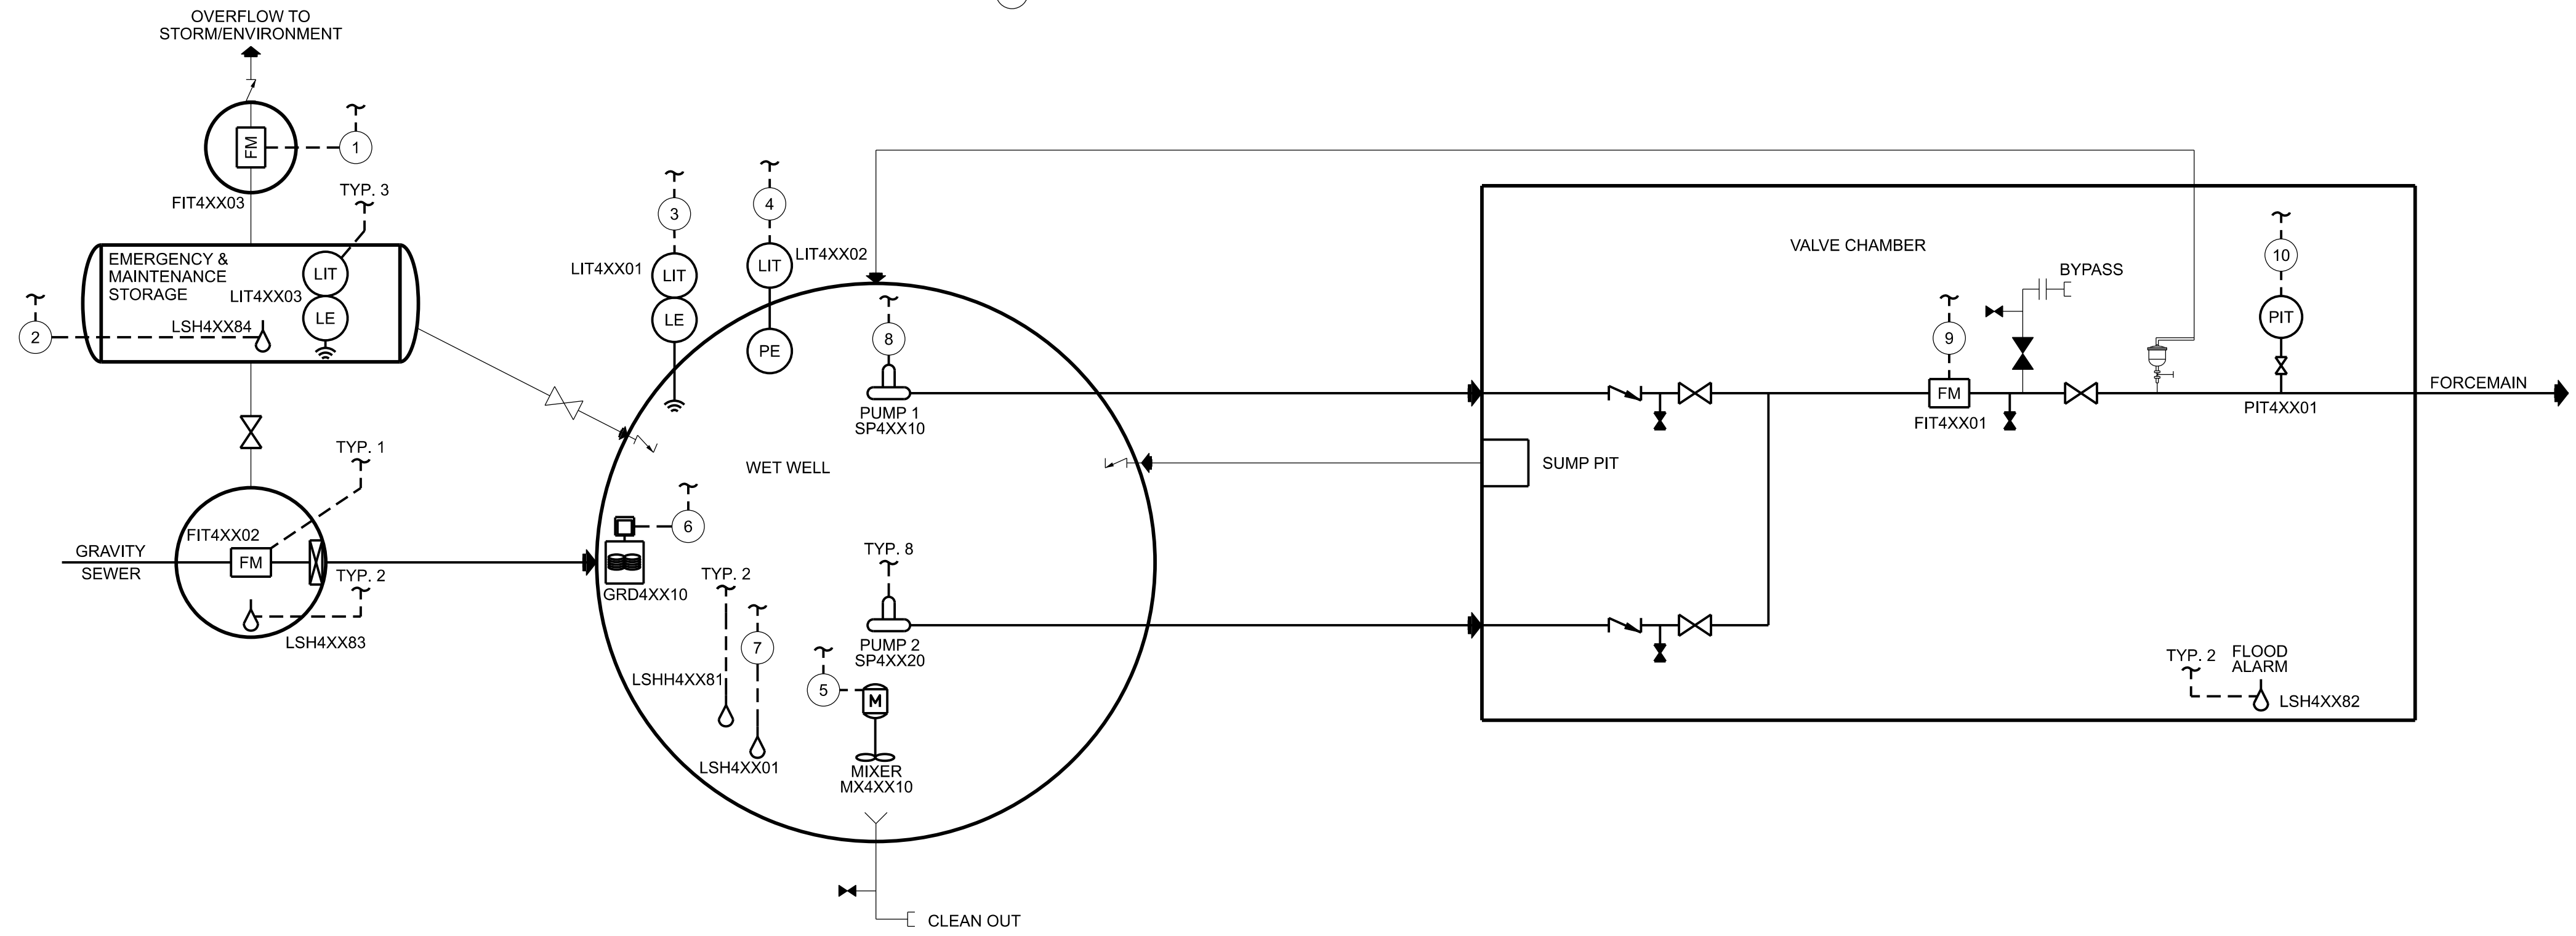 OVERFLOW TO
STORM/ENVIRONMENT
FM
1
FIT4XX03
TYP. 3
EMERGENCY &
MAINTENANCE
STORAGE
LIT
LIT4XX03
LE
LSH4XX84
2
TYP. 1
FIT4XX02
GRAVITY
SEWER
FM
TYP. 2
LSH4XX83
3
LIT4XX01
LIT
LE
4
LIT
LIT4XX02
PE
8
PUMP 1
SP4XX10
WET WELL
6
GRD4XX10
TYP. 2
LSHH4XX81
7
LSH4XX01
TYP. 8
PUMP 2
SP4XX20
5
M
MIXER
MX4XX10
CLEAN OUT
VALVE CHAMBER
SUMP PIT
9
FM
FIT4XX01
BYPASS
10
PIT
PIT4XX01
FORCEMAIN
TYP. 2
FLOOD
ALARM
LSH4XX82